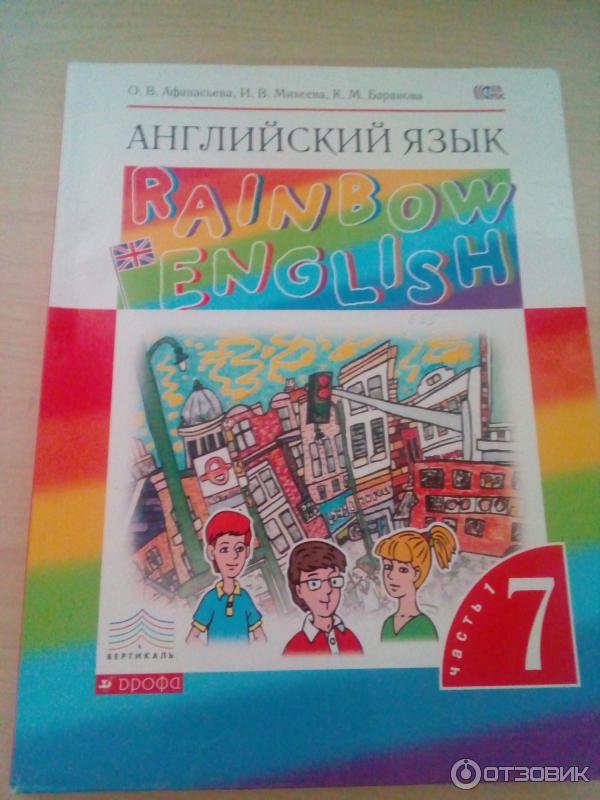 О. В. Афанасьева, И. В. Михеева, К. М. Баранова
АНГЛИЙСКИЙ ЯЗЫК
RAINBOW
ENGLISH
часть 1
7
ВЕРТИКАЛЬ
ДРОФА
ОТЗОВИК